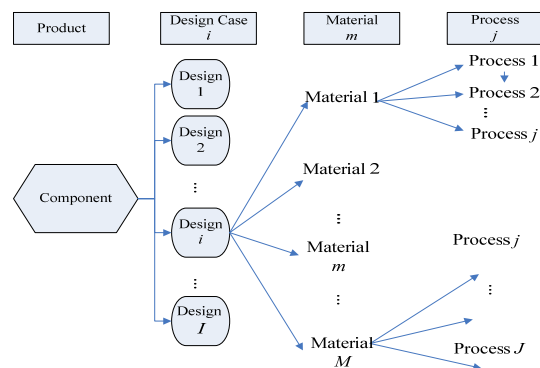 Product
Design Case
i
Material
m
Process
j
Component
Design
1
Design
2
...
Design
i
...
Design
I
Material 1
Material 2
...
Material
m
...
Material
M
Process 1
Process 2
...
Process j
Process j
...
Process J